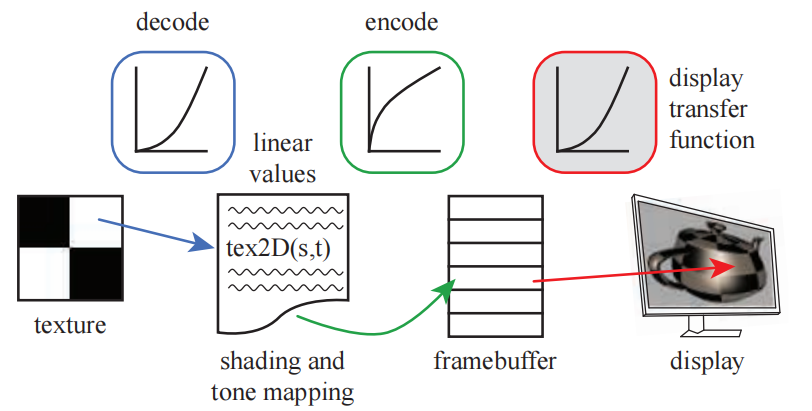 decode
encode
display
transfer
function
linear
values
tex2D(s,t)
texture
shading and
tone mapping
framebuffer
display